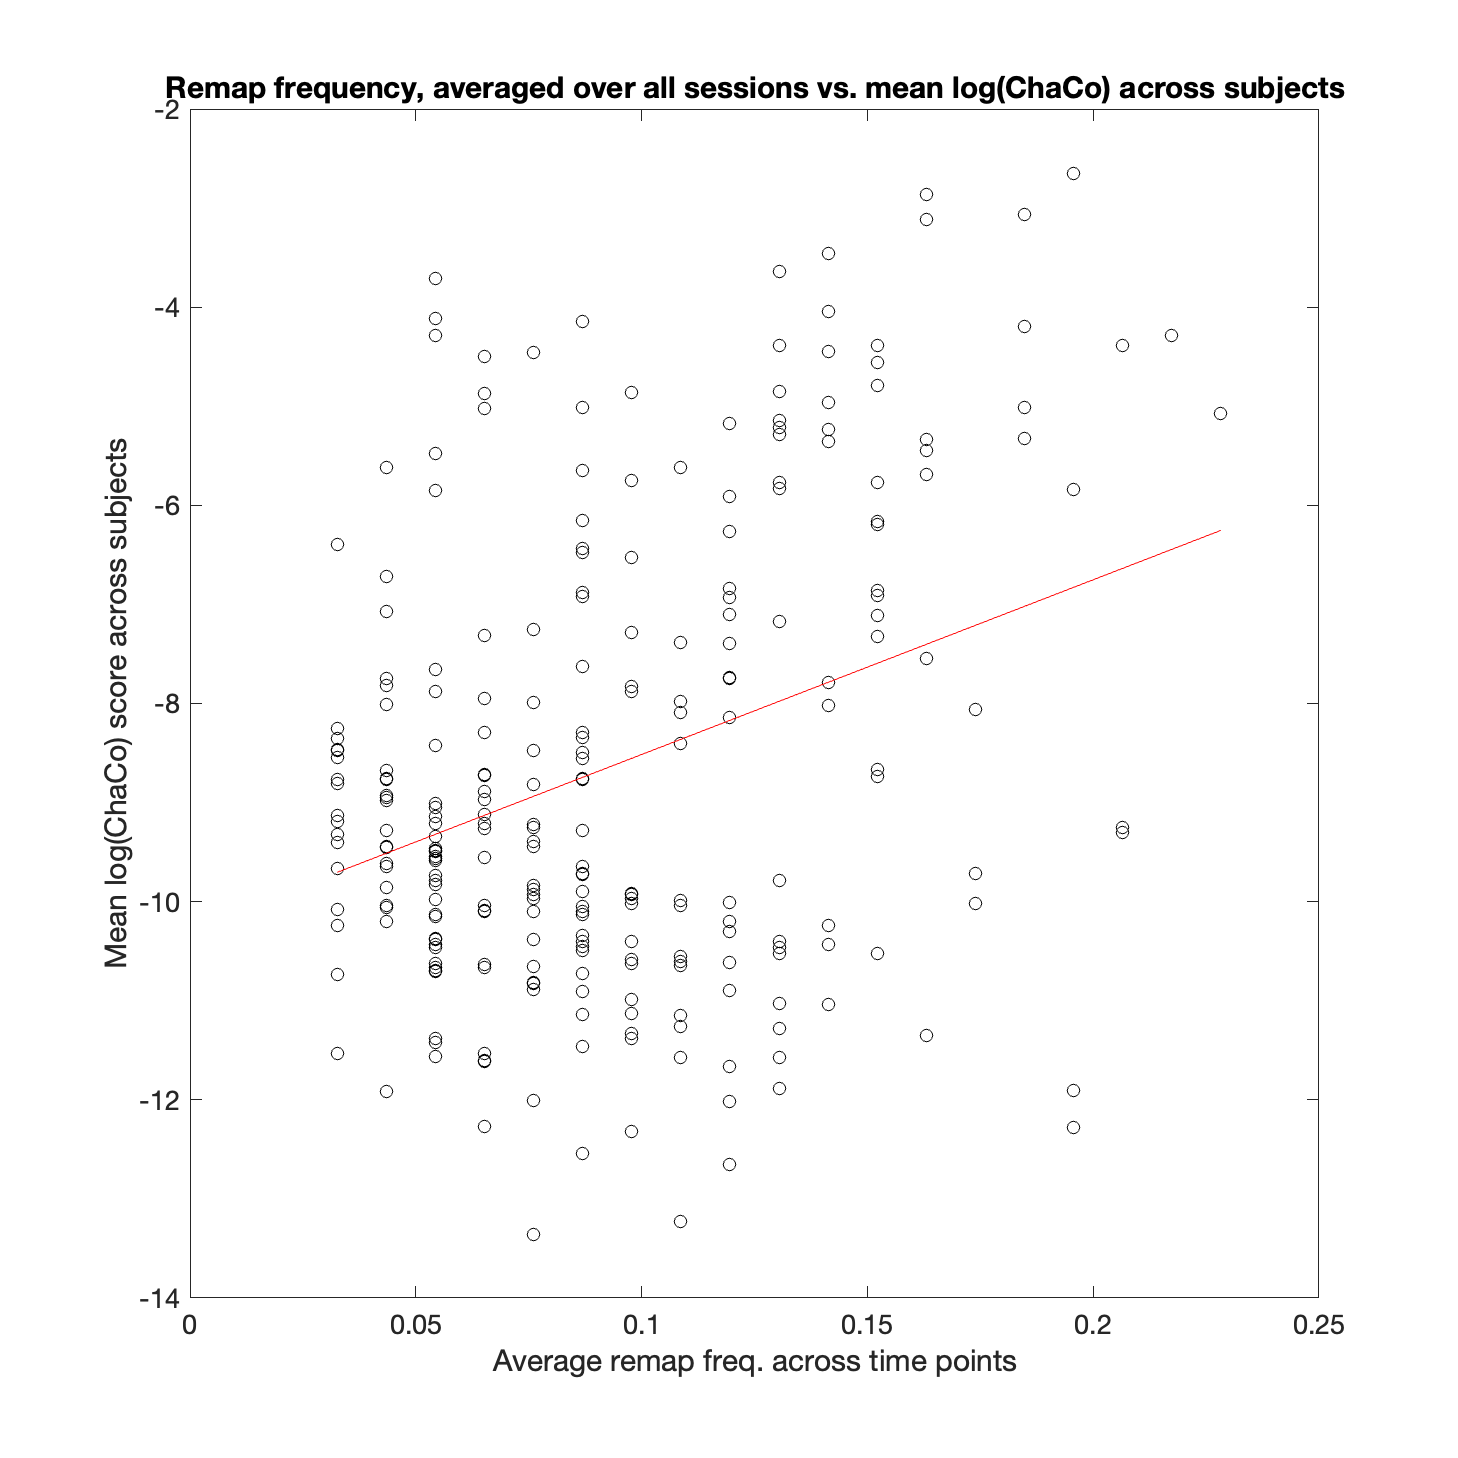 Remap frequency, averaged over all sessions vs. mean log(ChaCo) across subjects
-2
-4
-6
-8
-10
-12
-14
Mean log(ChaCo) score across subjects
0 0.05 0.1 0.15 0.2 0.25
Average remap freq. across time points